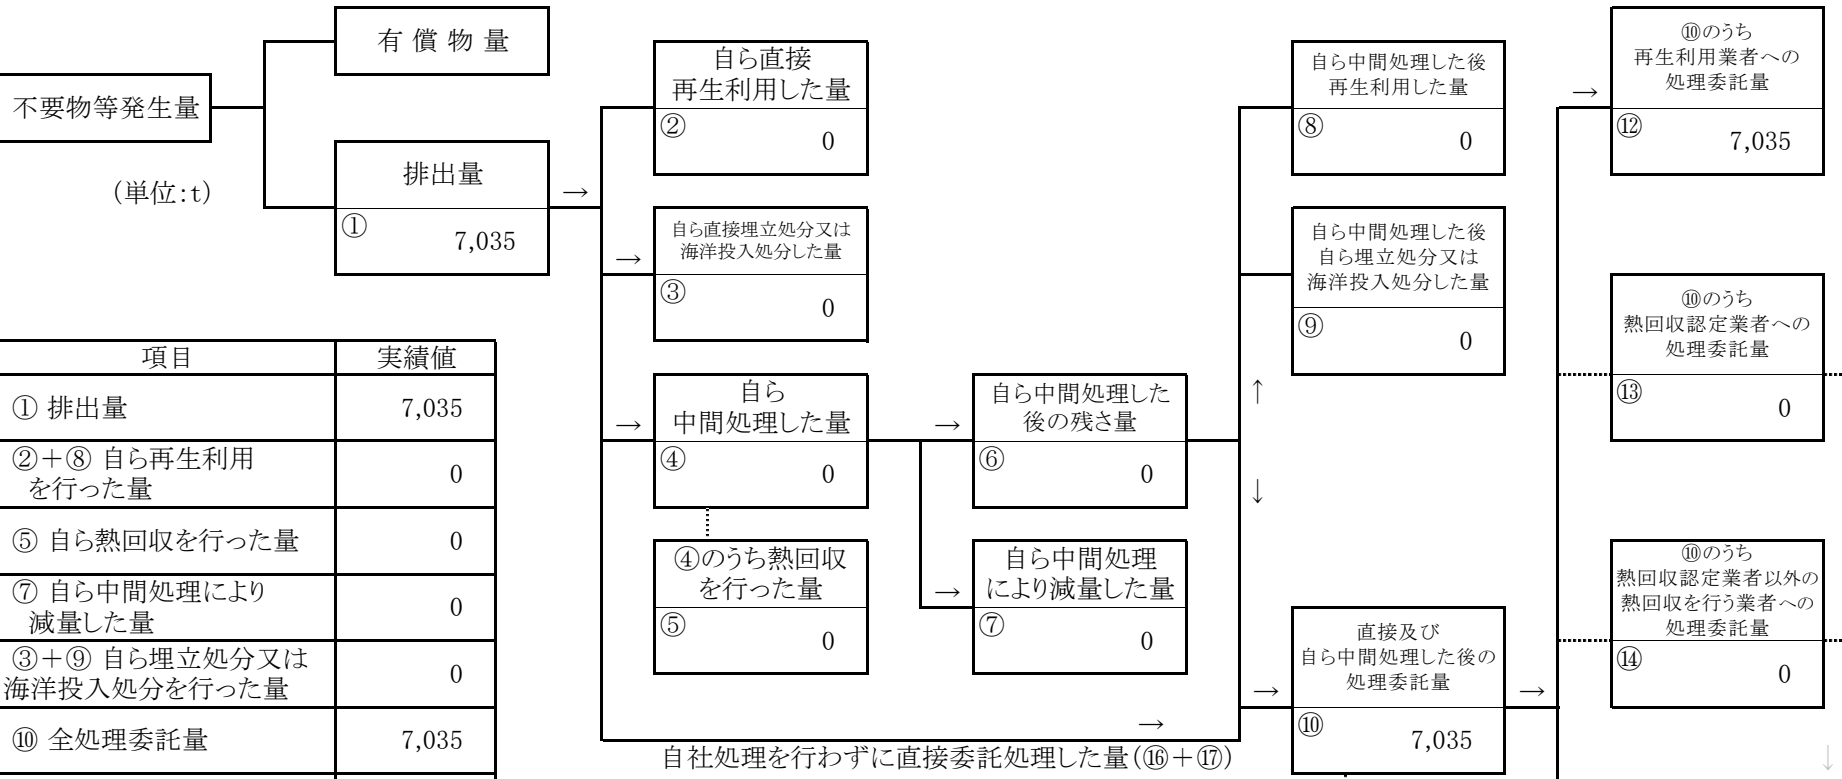 有 償 物 量
不要物等発生量
(単位:t)
排出量
①
7,035
→
自ら直接
再生利用した量
②
0
→
自ら直接埋立処分又は
海洋投入処分した量
③
0
→
自ら
中間処理した量
④
0
④のうち熱回収
を行った量
⑤
0
→
自ら中間処理した
後の残さ量
⑥
0
→
自ら中間処理
により減量した量
⑦
0
→
自社処理を行わずに直接委託処理した量(⑯+⑰)
↑
↓
自ら中間処理した後
再生利用した量
⑧
0
自ら中間処理した後
自ら埋立処分又は
海洋投入処分した量
⑨
0
→
直接及び
自ら中間処理した後の
処理委託量
⑩
7,035
→
→
⑩のうち
再生利用業者への
処理委託量
⑫
7,035
⑩のうち
熱回収認定業者への
処理委託量
⑬
0
⑩のうち
熱回収認定業者以外の
熱回収を行う業者への
処理委託量
⑭
0
↓
項目 実績値
① 排出量 7,035
②+⑧ 自ら再生利用
を行った量
0
⑤ 自ら熱回収を行った量 0
⑦ 自ら中間処理により
減量した量
0
③+⑨ 自ら埋立処分又は
海洋投入処分を行った量
0
⑩ 全処理委託量 7,035